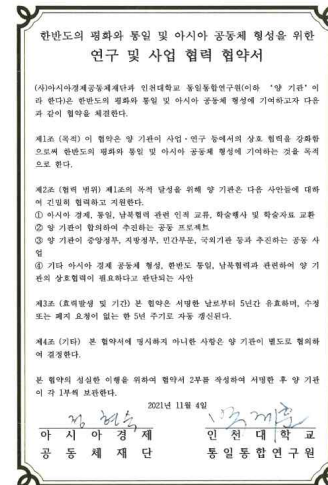 한반도의 평화와 통일 및 아시아 공동체 형성을 위한
연구 및 사업 협력 협약서
(사)아시아경제공동체재단과 인천대학교 통일통합연구원(이하 '양 기관'이
라 한다)은 한반도의 평화와 통일 및 아시아 공동체 형성에 기여하고자 다음
과 같이 협약을 체결한다.
제1조 (목적) 이 협약은 양 기관이 사업·연구 등에서의 상호 협력을 강화함
으로써 한반도의 평화와 통일 및 아시아 공동체 형성에 기여하는 것을 목적
으로 한다.
제2조 (협력 범위) 제1조의 목적 달성을 위해 양 기관은 다음 사안들에 대하
여 긴밀히 협력하고 지원한다.
① 아시아 경제, 통일, 남북협력 관련 인적 교류, 학술행사 및 학술자료 교환
② 양 기관이 합의하여 추진하는 공동 프로젝트
③ 양 기관이 중앙정부, 지방정부, 민간부문, 국외기관 등과 추진하는 공동 사
업
④ 기타 아시아 경제 공동체 형성, 한반도 통일, 남북협력과 관련하여 양 기
관의 상호협력이 필요하다고 판단되는 사안
제3조 (효력발생 및 기간) 본 협약은 서명한 날로부터 5년간 유효하며, 수정
또는 폐지 요청이 없는 한 5년 주기로 자동 갱신된다.
제4조 (기타) 본 협약서에 명시하지 아니한 사항은 양 기관이 별도로 협의하
여 결정한다.
본 협약의 성실한 이행을 위하여 협약서 2부를 작성하여 서명한 후 양 기관
이 각 1부씩 보관한다.
2021년 11월 4일
아시아경제 인천대학교
공동체재단 통일통합연구원